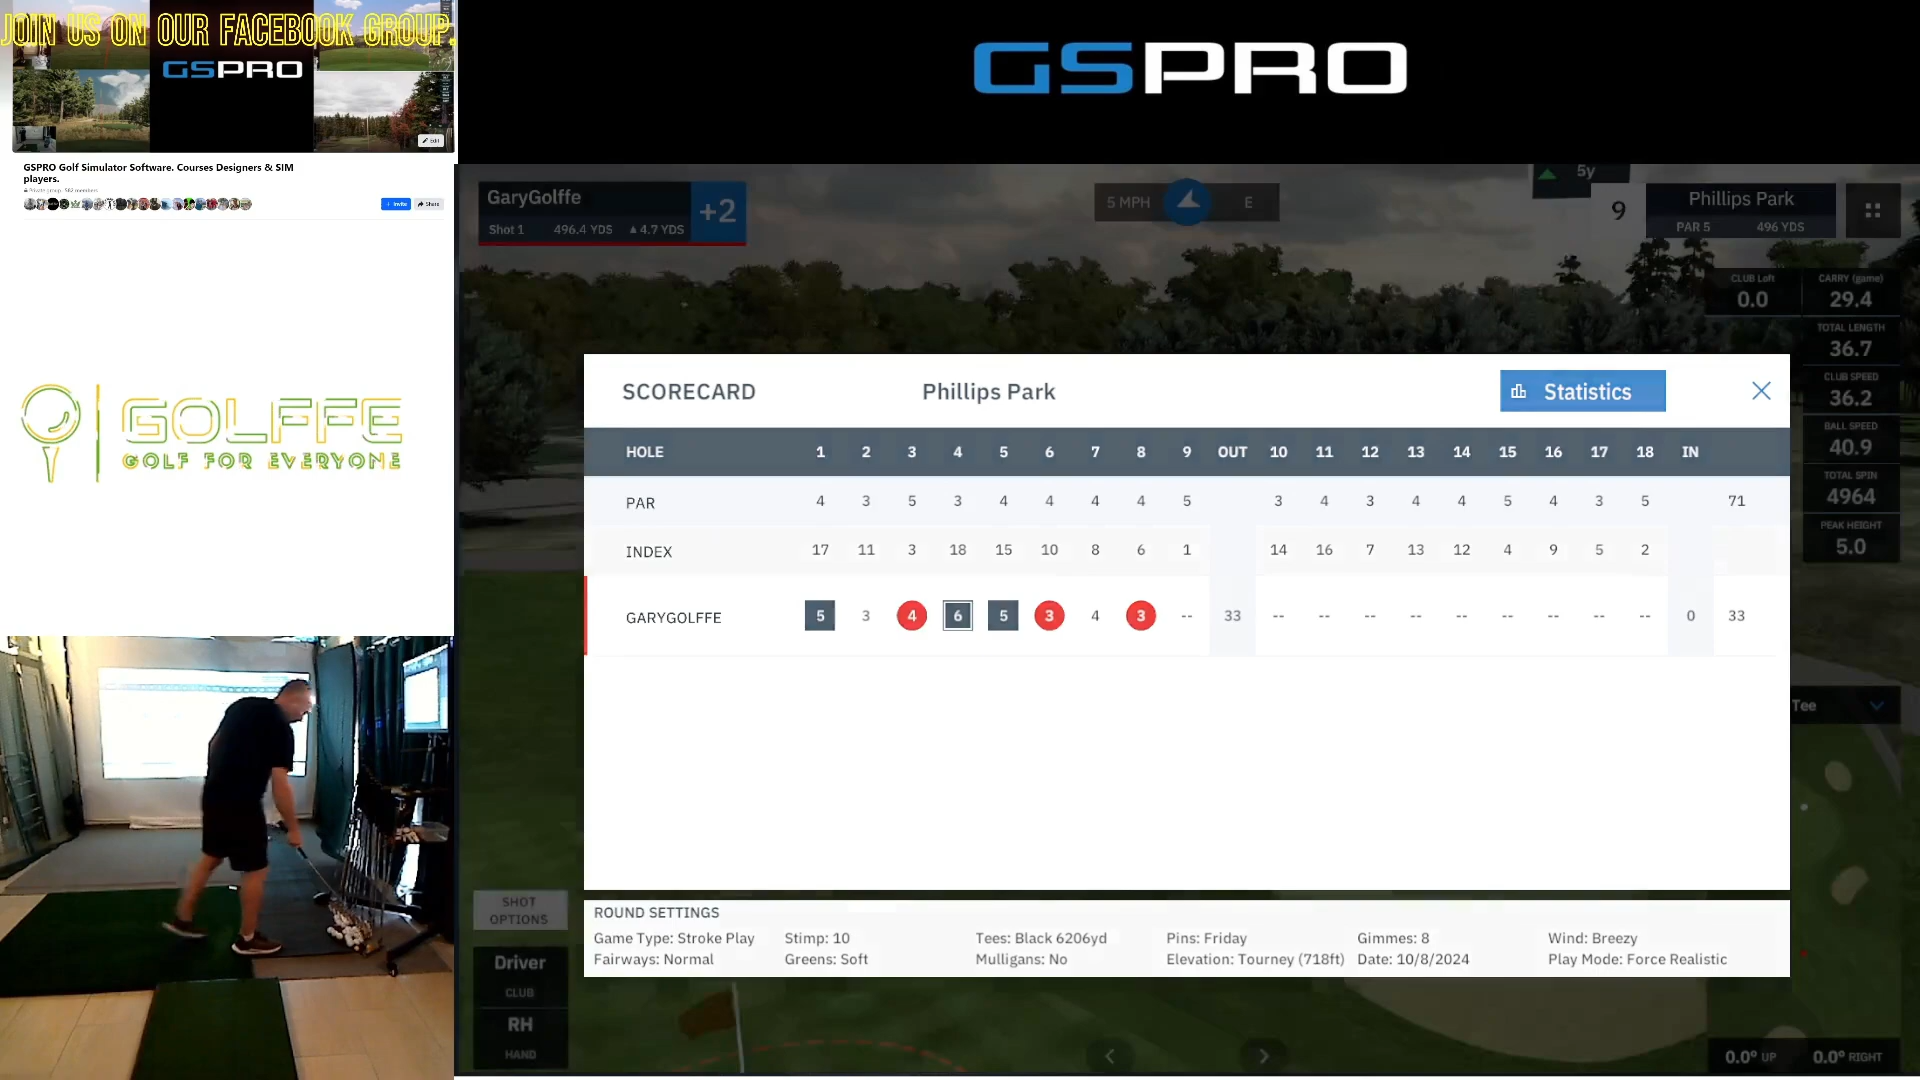 JOIN US ON OUR FACEBOOK GROUP.
GSPRO
Edit
GSPRO Golf Simulator Software. Courses Designers & SIM
players.
Private group · 582 members
+ Invite
Share
GOLFFE
GOLF FOR EVERYONE
GSPRO
GaryGolffe
+2
Shot 1 496.4 YDS ▲4.7 YDS
5 MPH E
5y
9
Phillips Park
PAR 5 496 YDS
CLUB Loft
0.0
CARRY (game)
29.4
TOTAL LENGTH
36.7
CLUB SPEED
36.2
BALL SPEED
40.9
TOTAL SPIN
4964
PEAK HEIGHT
5.0
SCORECARD Phillips Park Statistics
HOLE 1 2 3 4 5 6 7 8 9 OUT 10 11 12 13 14 15 16 17 18 IN
PAR 4 3 5 3 4 4 4 4 5 3 4 3 4 4 5 4 3 5 71
INDEX 17 11 3 18 15 10 8 6 1 14 16 7 13 12 4 9 5 2
GARYGOLFFE 5 3 4 6 5 3 4 3 -- 33 -- -- -- -- -- -- -- -- -- 0 33
Tee
ROUND SETTINGS
Game Type: Stroke Play Stimp: 10 Tees: Black 6206yd Pins: Friday Gimmes: 8 Wind: Breezy
Fairways: Normal Greens: Soft Mulligans: No Elevation: Tourney (718ft) Date: 10/8/2024 Play Mode: Force Realistic
SHOT
OPTIONS
Driver
CLUB
RH
HAND
0.0° UP 0.0° RIGHT